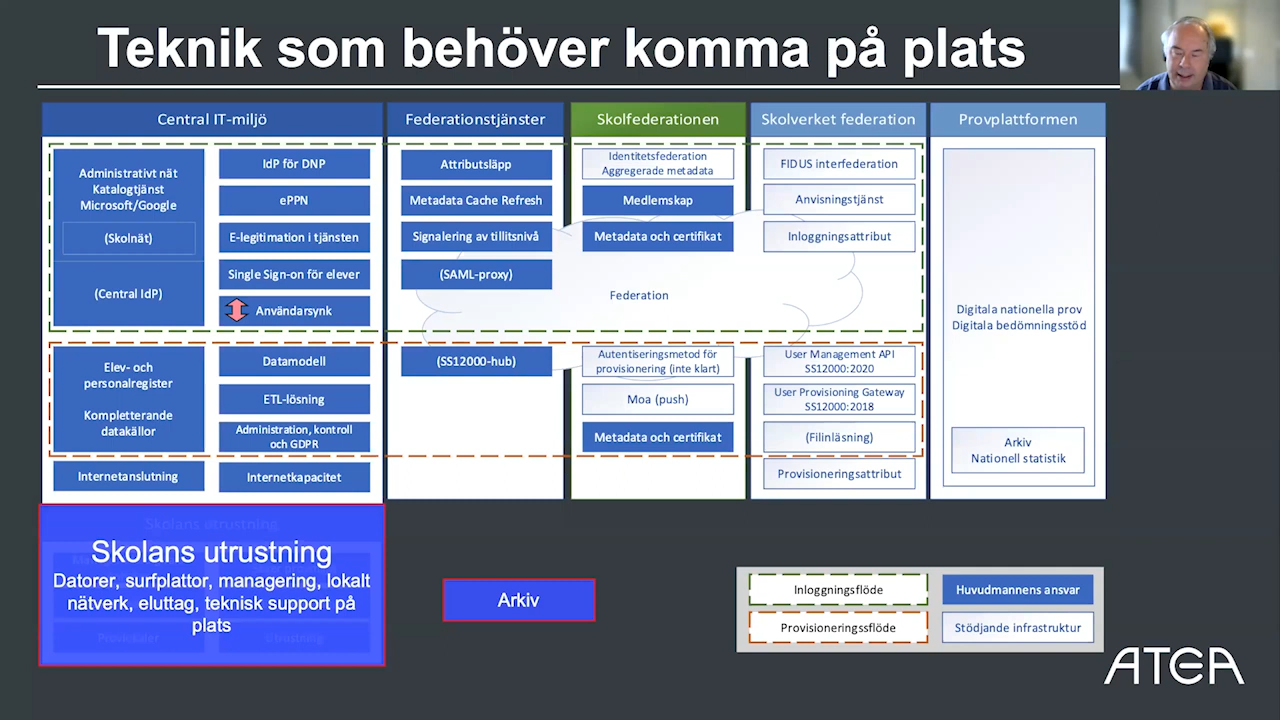 Teknik som behöver komma på plats
Central IT-miljö
Federationstjänster
Skolfederationen
Skolverket federation
Provplattformen
Administrativt nät
Katalogtjänst
Microsoft/Google
(Skolnät)
(Central IdP)
IdP för DNP
ePPN
E-legitimation i tjänsten
Single Sign-on för elever
Användarsynk
Attributsläpp
Metadata Cache Refresh
Signalering av tillitsnivå
(SAML-proxy)
Identitetsfederation
Aggregerade metadata
Medlemskap
Metadata och certifikat
Federation
FIDUS interfederation
Anvisningstjänst
Inloggningsattribut
Digitala nationella prov
Digitala bedömningsstöd
Elev- och
personalregister
Kompletterande
datakällor
Datamodell
ETL-lösning
Administration, kontroll
och GDPR
(SS12000-hub)
Autentiseringsmetod för
provisionering (inte klart)
Moa (push)
Metadata och certifikat
User Management API
SS12000:2020
User Provisioning Gateway
SS12000:2018
(Filinläsning)
Provisioneringsattribut
Arkiv
Nationell statistik
Internetanslutning
Internetkapacitet
Skolans utrustning
Skolans utrustning
Datorer, surfplattor, managering, lokalt
nätverk, eluttag, teknisk support på
plats
Provlokaler
Utrustning
Arkiv
Inloggningsflöde
Huvudmannens ansvar
Provisioneringssflöde
Stödjande infrastruktur
ATEA